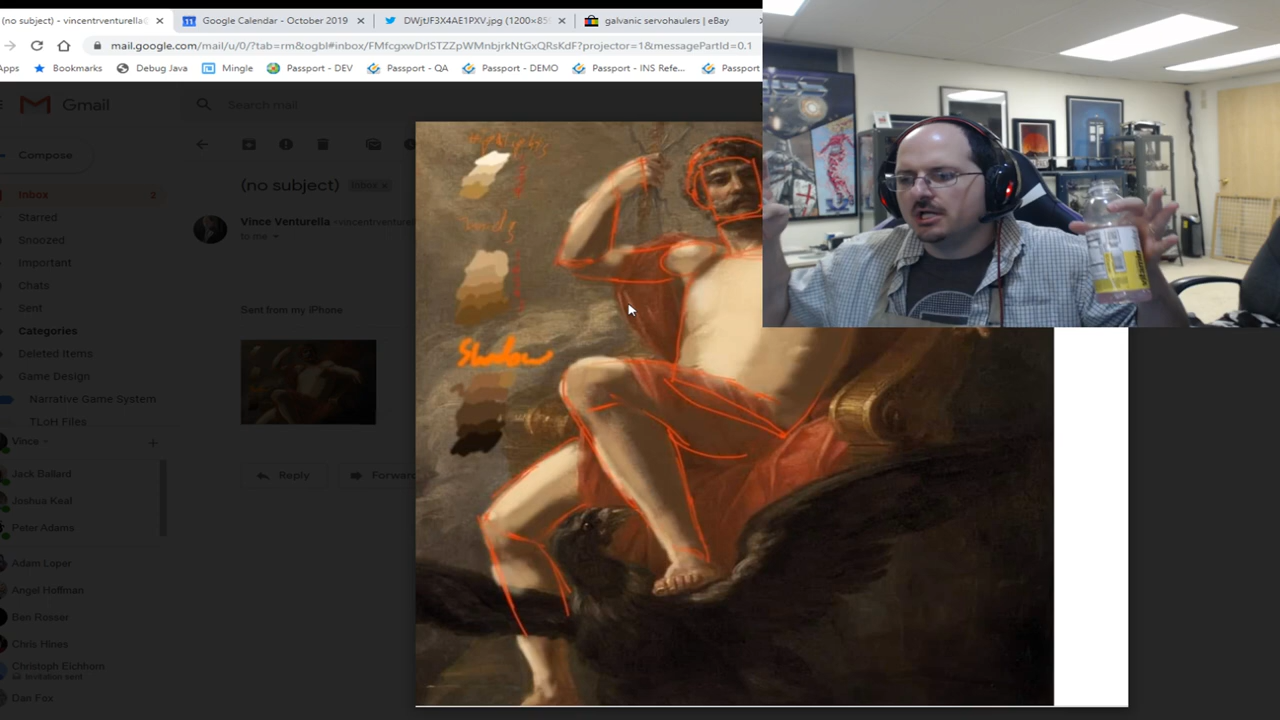 (no subject) - vincentrventurella@
Google Calendar - October 2019
DWjtJF3X4AE1PXV.jpg (1200×85
galvanic servohaulers | eBay
mail.google.com/mail/u/0/?tab=rm&ogbl#inbox/FMfcgxwDrlSTZZpWMnbjrkNtGxQRsKdF?projector=1&messagePartId=0.1
Apps
Bookmarks
Debug Java
Mingle
Passport - DEV
Passport - QA
Passport - DEMO
Passport - INS Refe...
Passport
Gmail
Search mail
Compose
(no subject)
Inbox ×
Inbox
2
Starred
Vince Venturella <vincentrventurella
Snoozed
to me
Important
Chats
Sent
Sent from my iPhone
Categories
Deleted Items
Game Design
Narrative Game System
TLoH Files
Vince
Jack Ballard
Reply
Forward
Joshua Keal
Peter Adams
Adam Loper
Angel Hoffman
Ben Rosser
Chris Hines
Christoph Eichhorn
Invitation sent
Dan Fox
Highlights
mids
Shadow